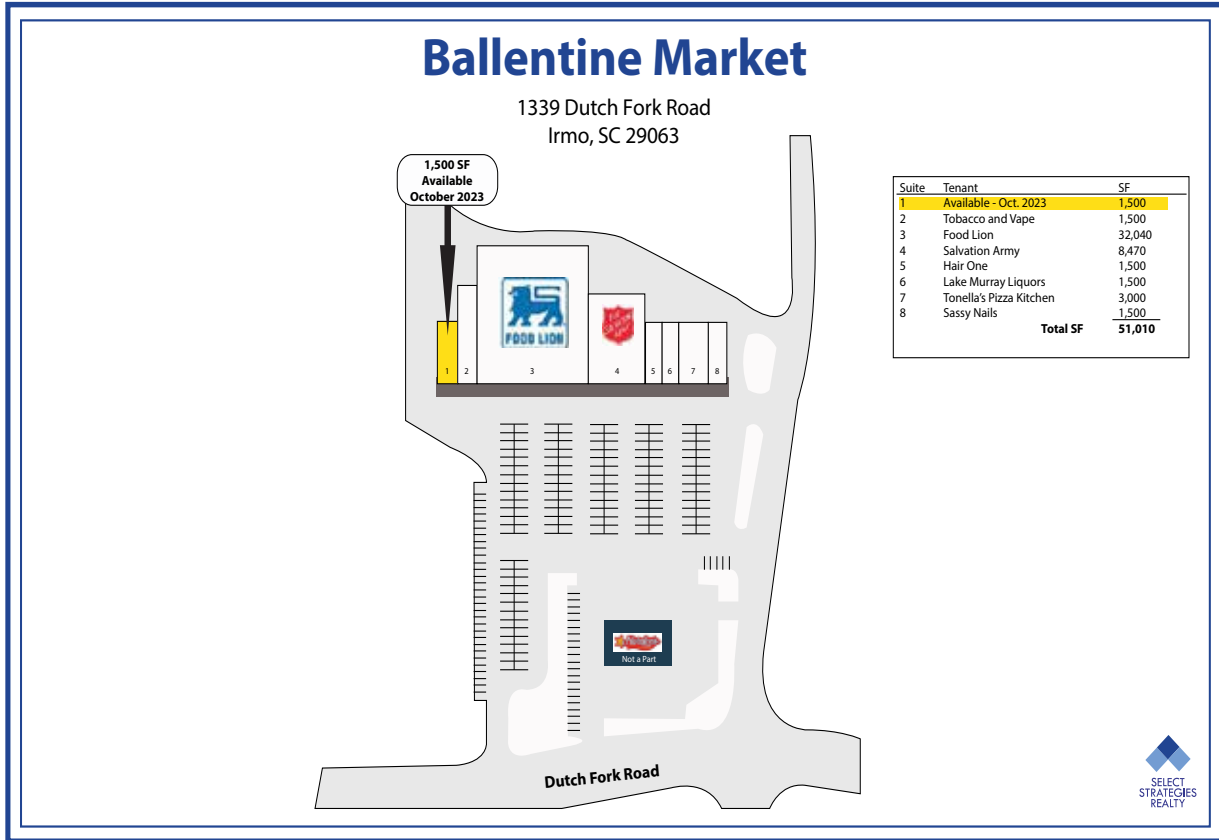 Ballentine Market
1339 Dutch Fork Road
Irmo, SC 29063
1,500 SF
Available
October 2023
Suite Tenant SF
1 Available - Oct. 2023 1,500
2 Tobacco and Vape 1,500
3 Food Lion 32,040
4 Salvation Army 8,470
5 Hair One 1,500
6 Lake Murray Liquors 1,500
7 Tonella's Pizza Kitchen 3,000
8 Sassy Nails 1,500
Total SF 51,010
FOOD LION
1 2 3 4 5 6 7 8
Not a Part
Dutch Fork Road
SELECT
STRATEGIES
REALTY